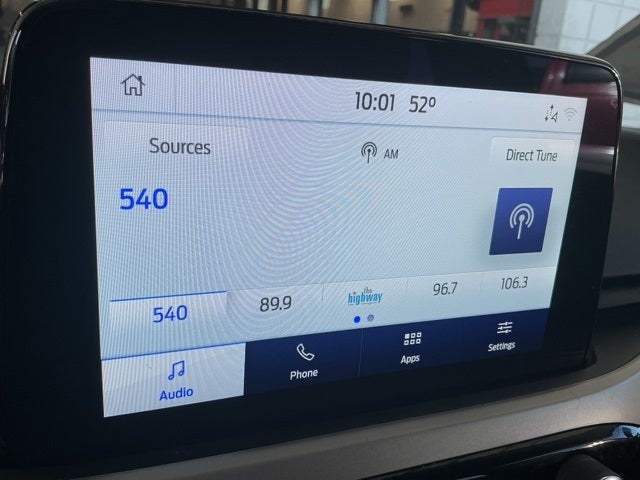 10:01 52°
Sources
AM
Direct Tune
540
540
89.9
the highway
96.7
106.3
Audio
Phone
Apps
Settings